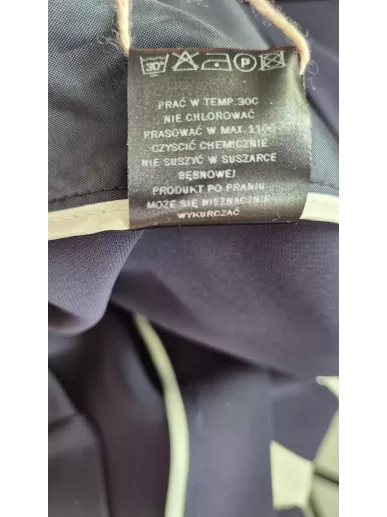 30°
P
PRAĆ W TEMP.30C
NIE CHLOROWAĆ
PRASOWAĆ W MAX.110C
CZYŚCIĆ CHEMICZNIE
NIE SUSZYĆ W SUSZARCE
BĘBNOWEJ
PRODUKT PO PRANIU
MOŻE SIĘ NIEZNACZNIE
WYKURCZAĆ